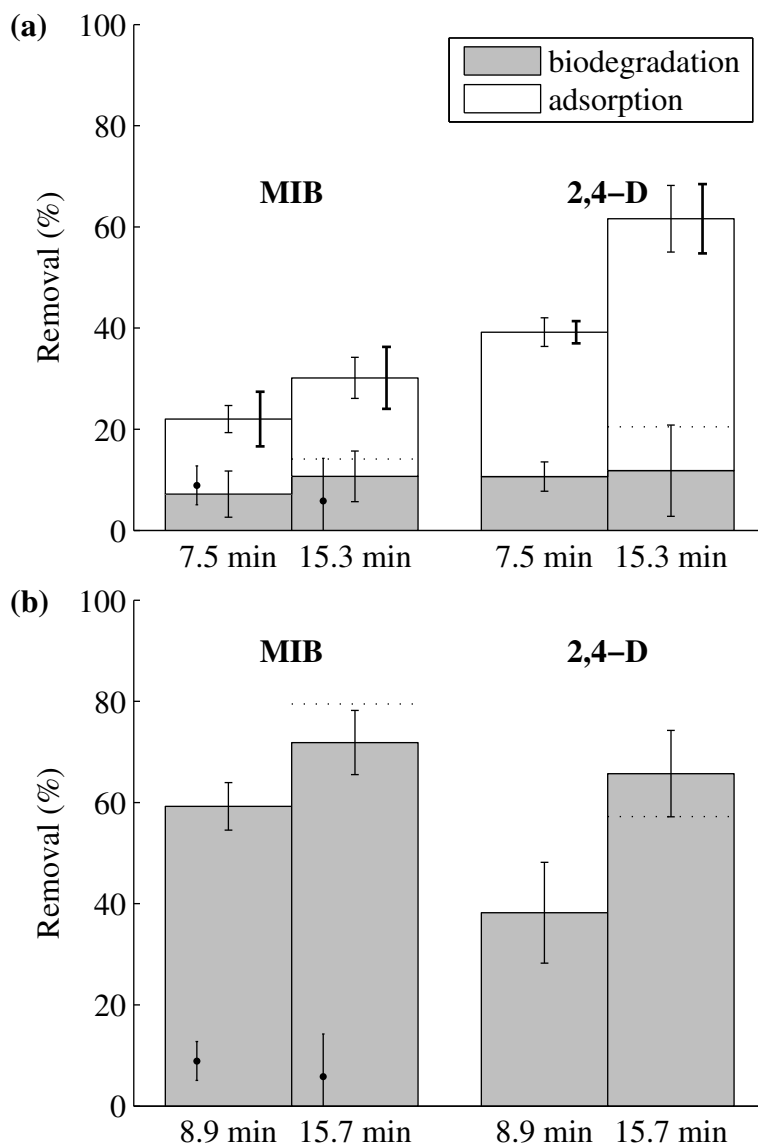 (a)
100
80
60
40
20
0
Removal (%)
biodegradation
adsorption
MIB
2,4−D
7.5 min 15.3 min 7.5 min 15.3 min
(b)
100
80
60
40
20
0
Removal (%)
MIB
2,4−D
8.9 min 15.7 min 8.9 min 15.7 min